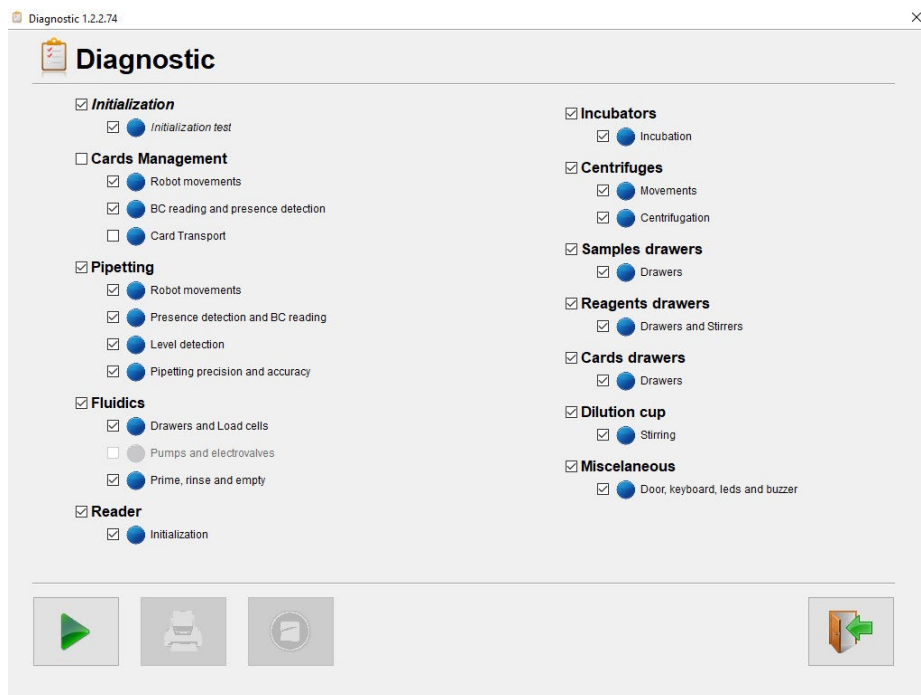 Diagnostic 1.2.2.74
Diagnostic
Initialization
Initialization test
Cards Management
Robot movements
BC reading and presence detection
Card Transport
Pipetting
Robot movements
Presence detection and BC reading
Level detection
Pipetting precision and accuracy
Fluidics
Drawers and Load cells
Pumps and electrovalves
Prime, rinse and empty
Reader
Initialization
Incubators
Incubation
Centrifuges
Movements
Centrifugation
Samples drawers
Drawers
Reagents drawers
Drawers and Stirrers
Cards drawers
Drawers
Dilution cup
Stirring
Miscelaneous
Door, keyboard, leds and buzzer